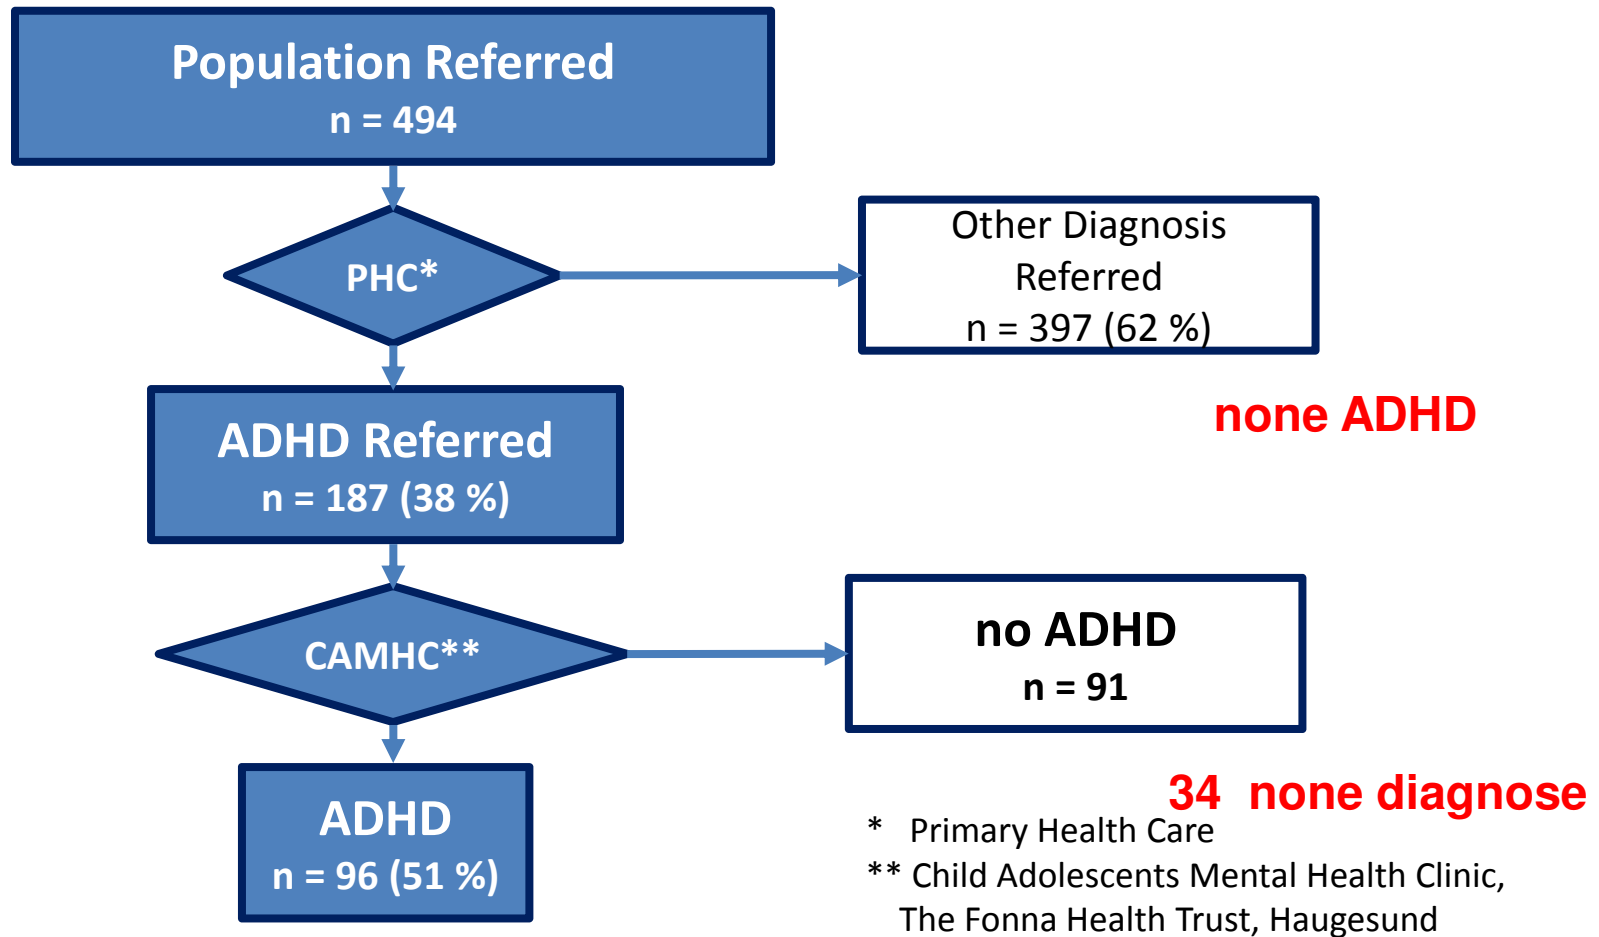 Population Referred
n = 494
PHC*
Other Diagnosis
Referred
n = 397 (62 %)
none ADHD
ADHD Referred
n = 187 (38 %)
CAMHC**
no ADHD
n = 91
34 none diagnose
ADHD
n = 96 (51 %)
* Primary Health Care
** Child Adolescents Mental Health Clinic,
The Fonna Health Trust, Haugesund